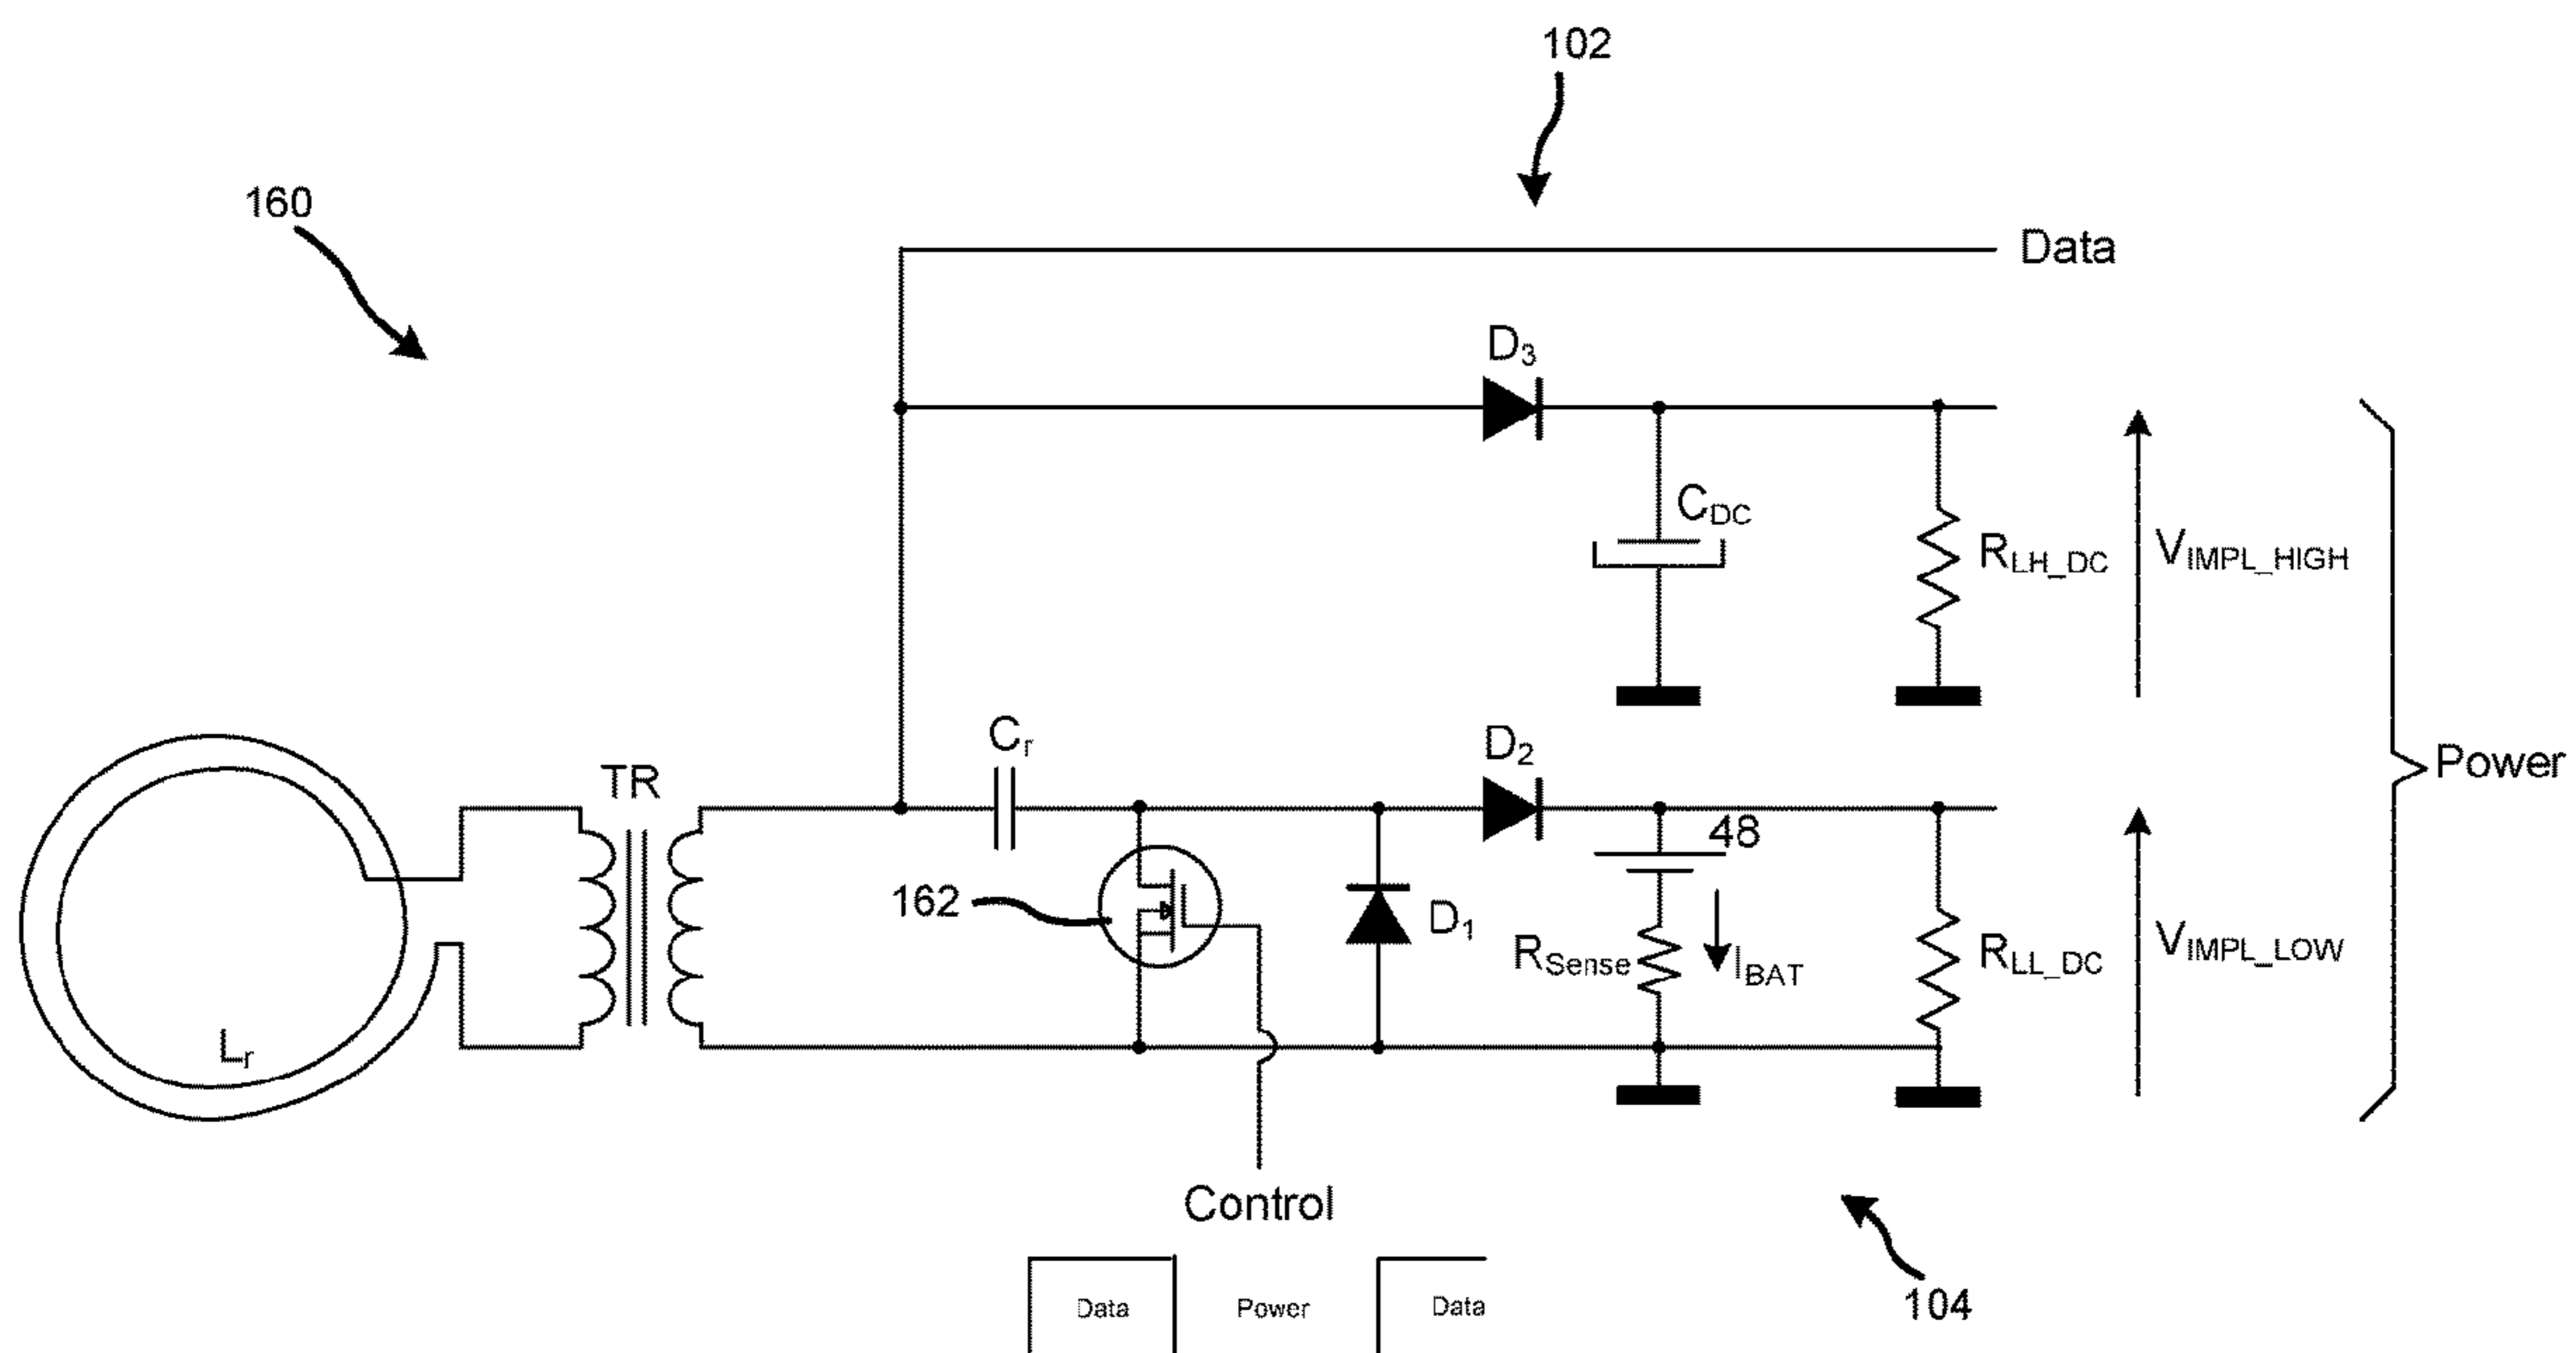 102
160
Data
D3
CDC
RLH_DC
VIMPL_HIGH
Cr
D2
TR
Power
48
162
D1
RSense
IBAT
RLL_DC
VIMPL_LOW
Lr
Control
Data
Power
Data
104